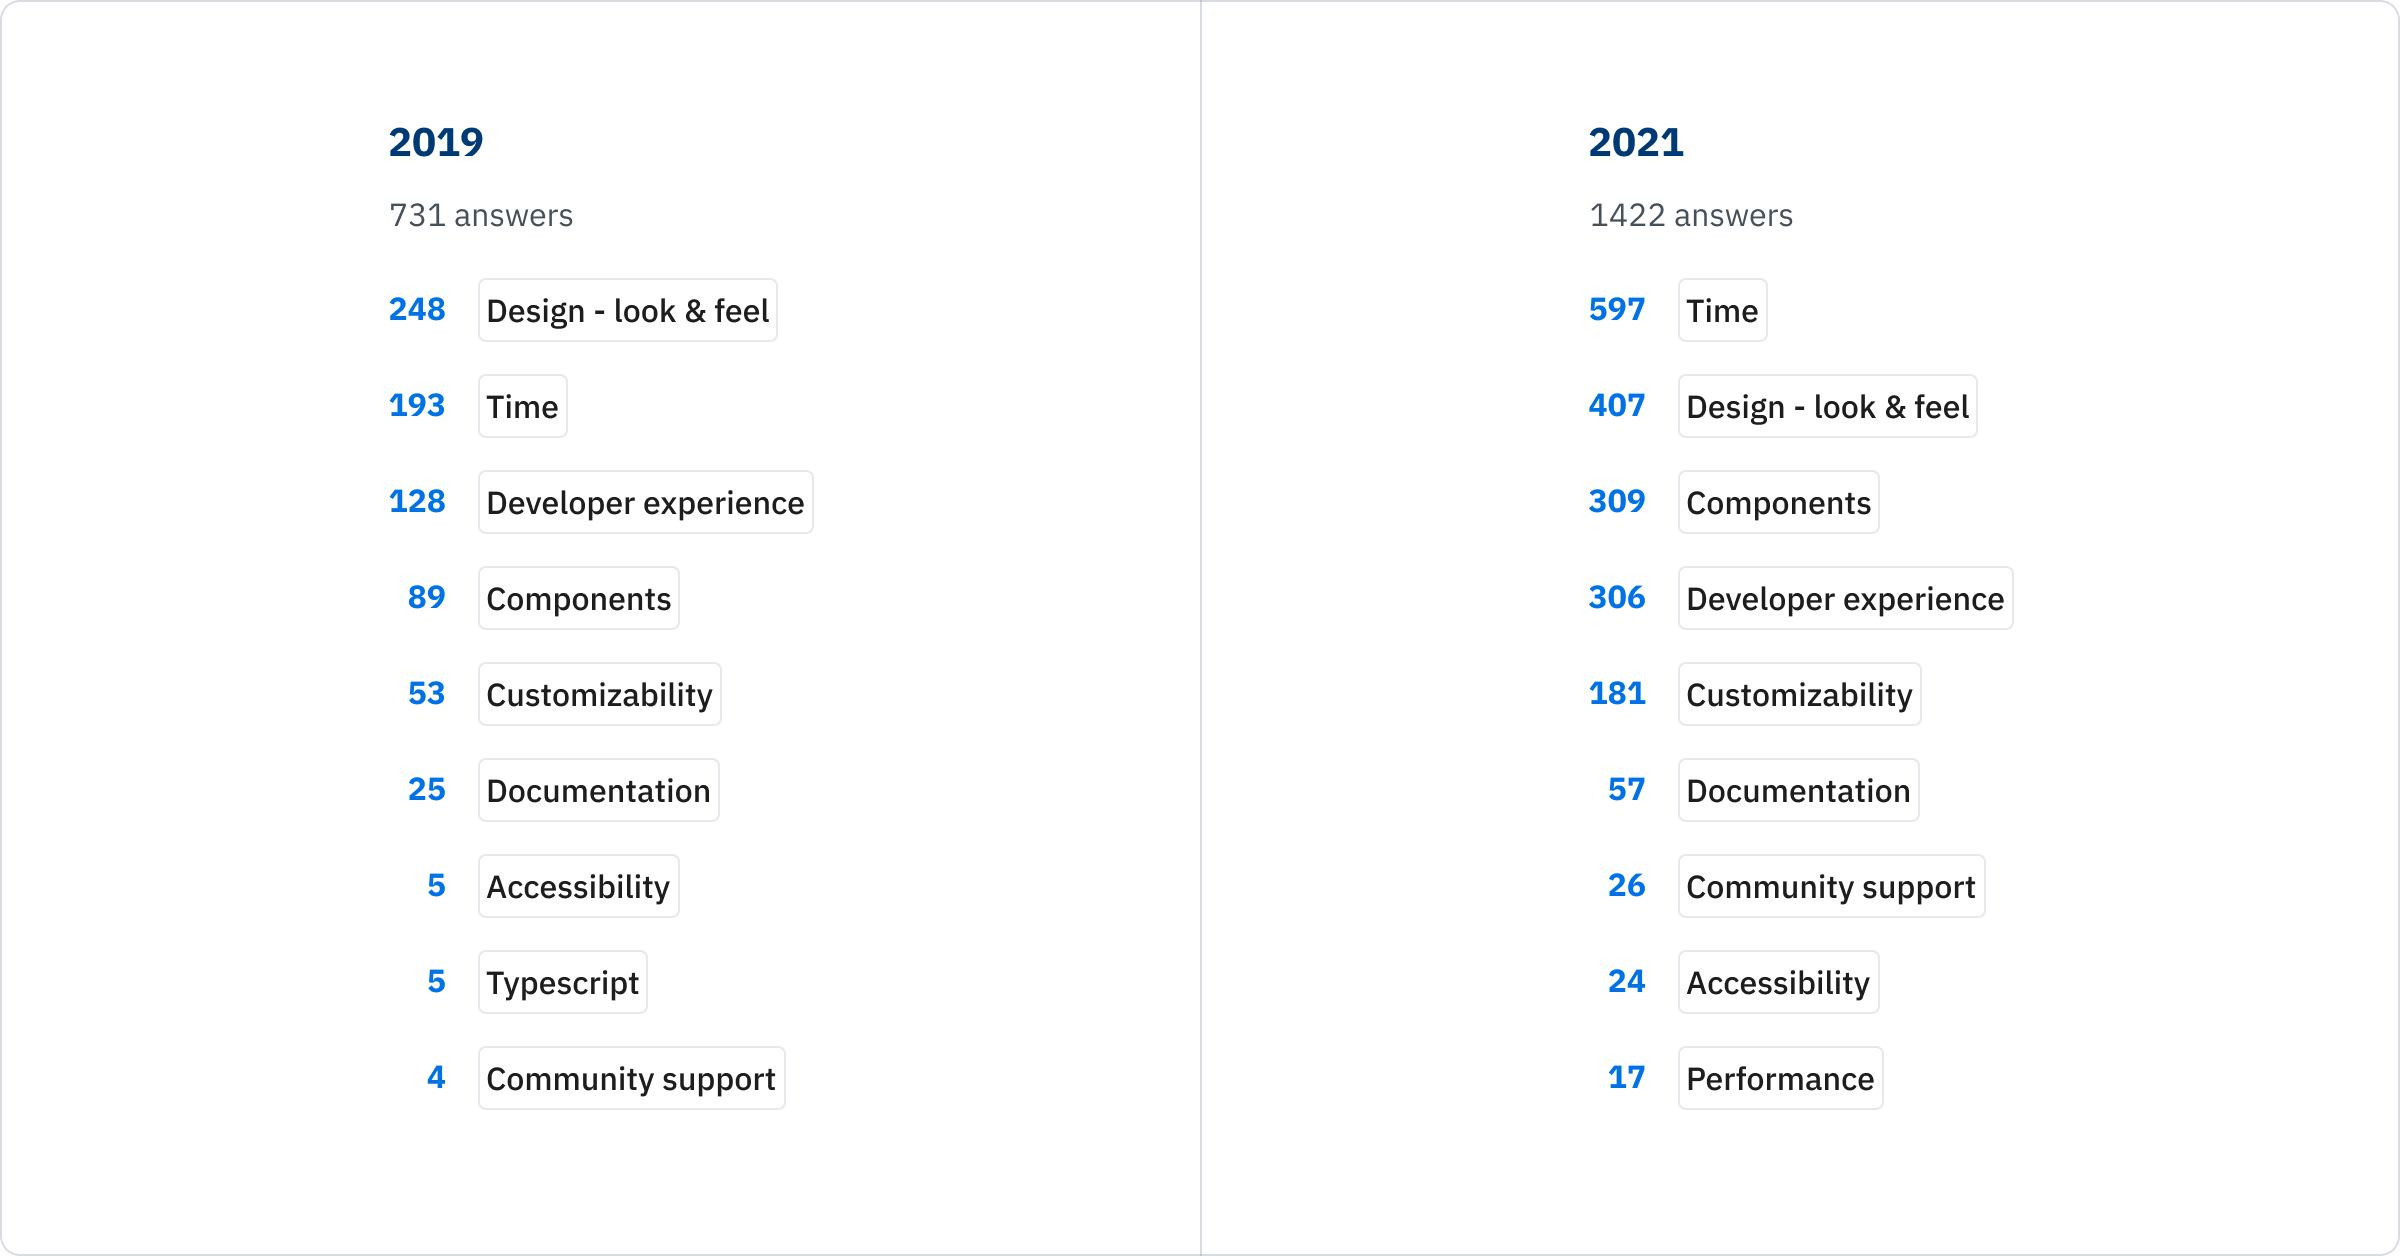 2019
731 answers
248 Design - look & feel
193 Time
128 Developer experience
89 Components
53 Customizability
25 Documentation
5 Accessibility
5 Typescript
4 Community support
2021
1422 answers
597 Time
407 Design - look & feel
309 Components
306 Developer experience
181 Customizability
57 Documentation
26 Community support
24 Accessibility
17 Performance